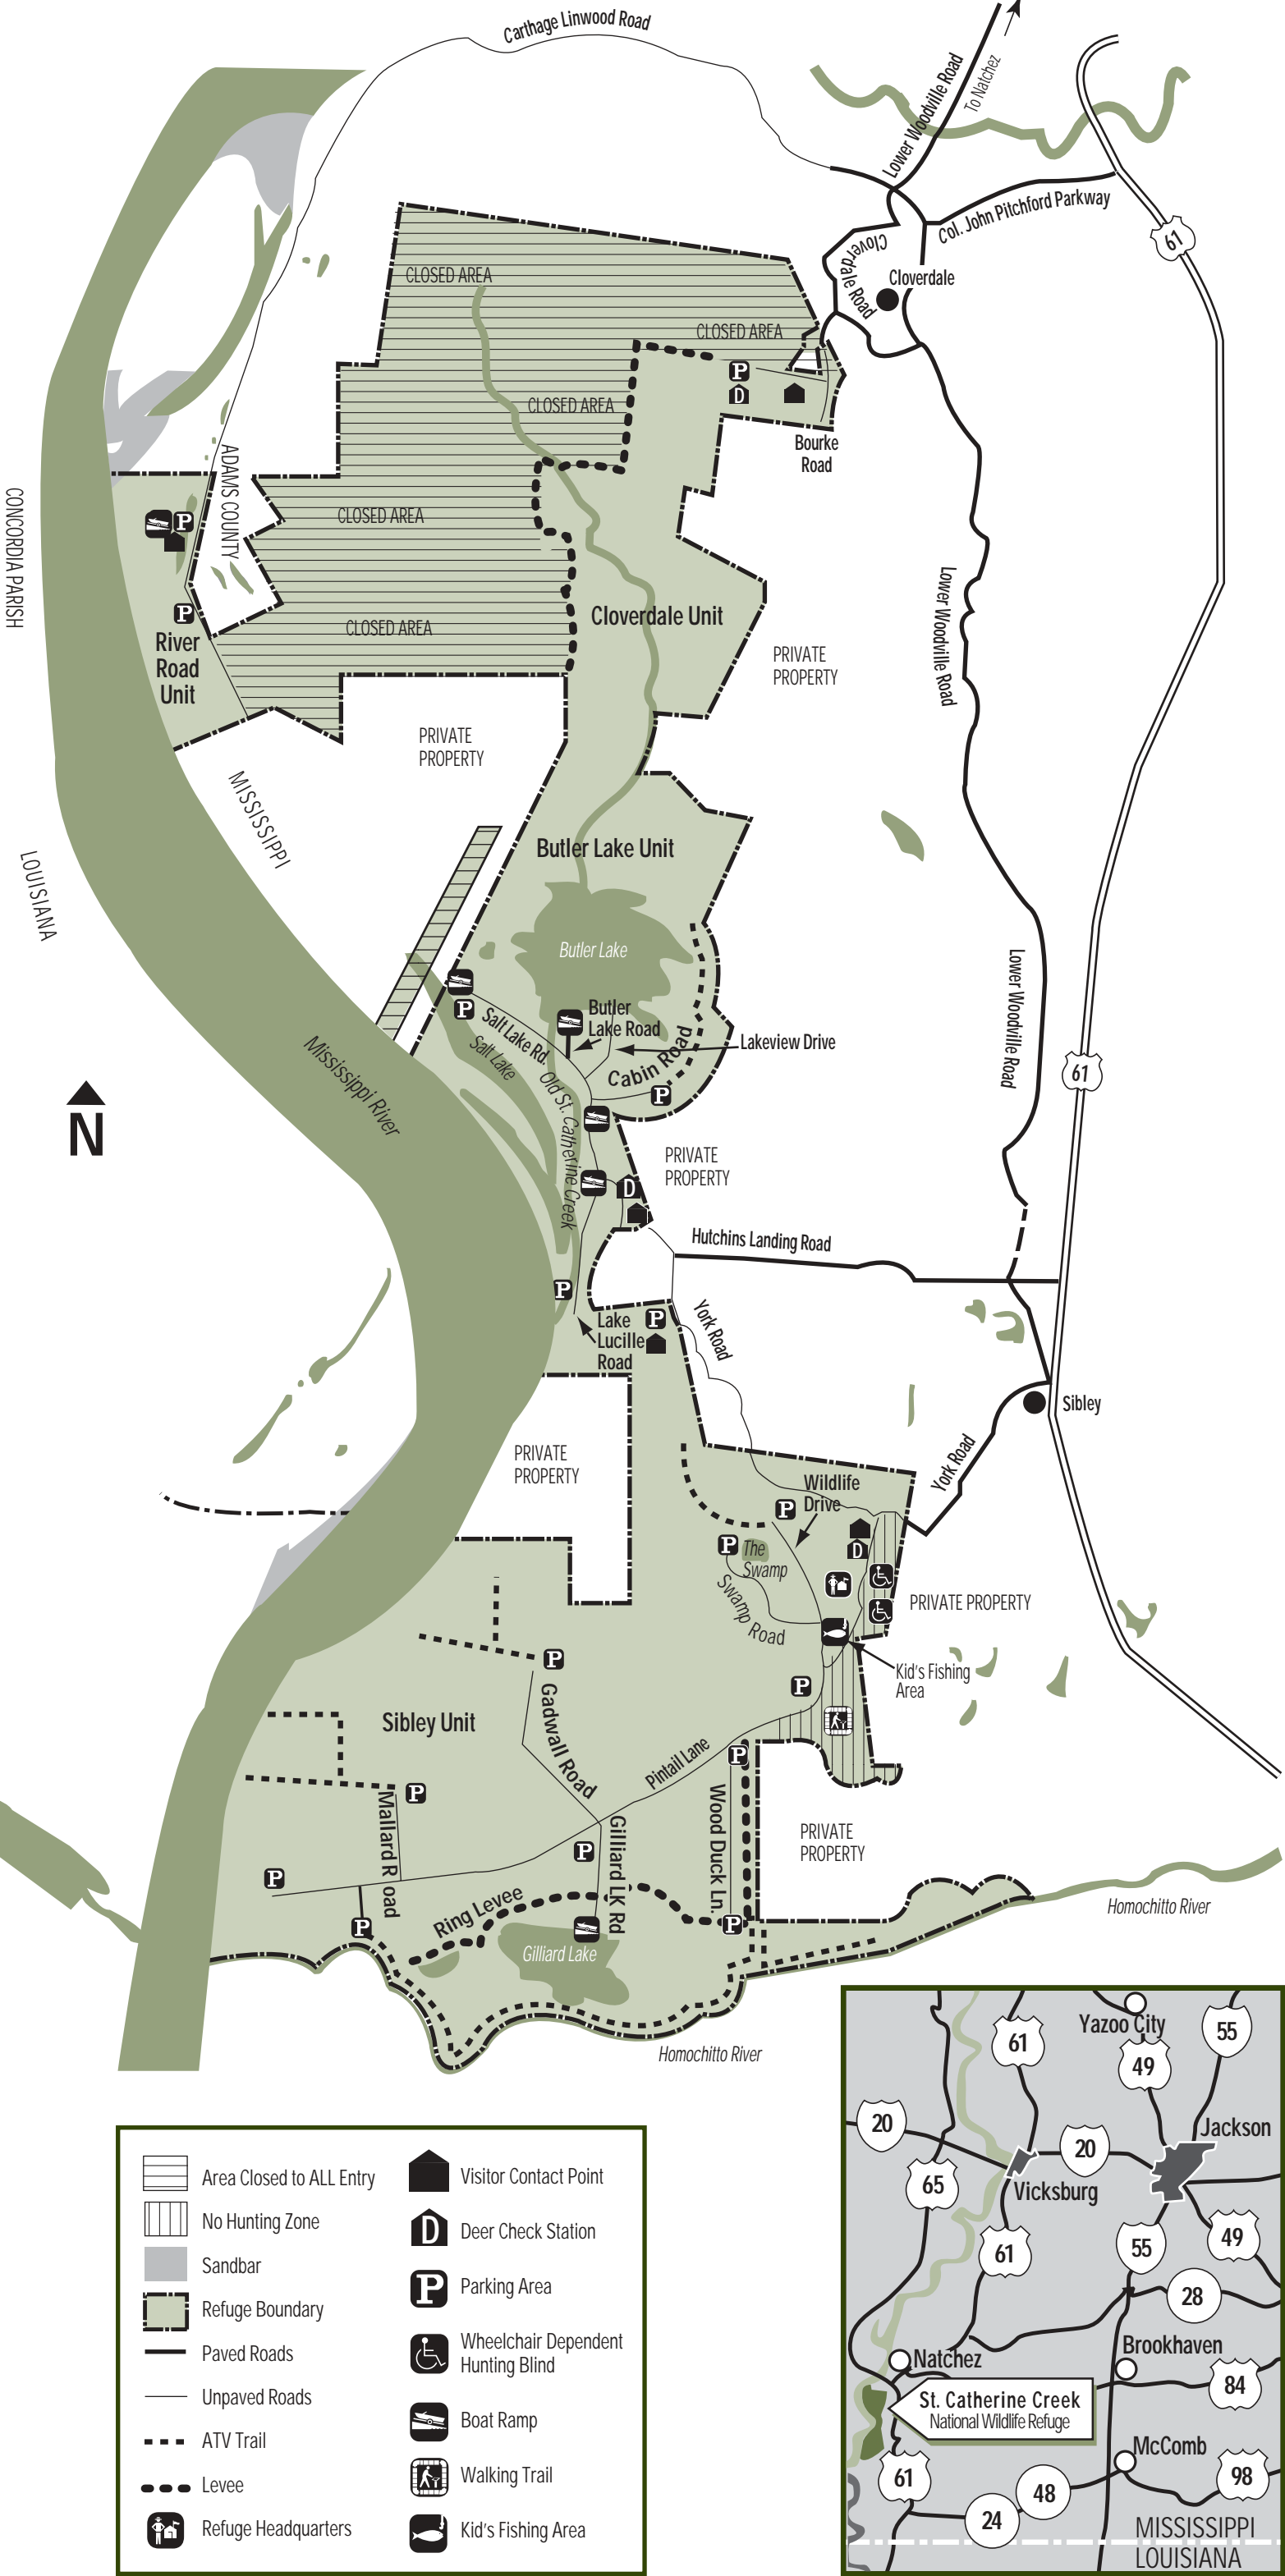 Carthage Linwood Road
Lower Woodville Road
To Natchez
Col. John Pitchford Parkway
61
Cloverdale Road
Cloverdale
CLOSED AREA
CLOSED AREA
P
D
CLOSED AREA
Bourke
Road
ADAMS COUNTY
CONCORDIA PARISH
CLOSED AREA
P
P
CLOSED AREA
River
Road
Unit
Cloverdale Unit
Lower Woodville Road
PRIVATE
PROPERTY
PRIVATE
PROPERTY
MISSISSIPPI
LOUISIANA
Butler Lake Unit
Butler Lake
Lower Woodville Road
P
Salt Lake Rd.
Salt Lake
Butler
Lake Road
Lakeview Drive
Cabin Road
P
61
Mississippi River
N
Old St. Catherine Creek
PRIVATE
PROPERTY
D
Hutchins Landing Road
P
Lake
Lucille
Road
P
York Road
Sibley
PRIVATE
PROPERTY
York Road
Wildlife
Drive
P
P
The
Swamp
D
Swamp Road
PRIVATE PROPERTY
Kid's Fishing
Area
P
P
Sibley Unit
Gadwall Road
Pintail Lane
P
P
Mallard Road
Wood Duck Ln.
PRIVATE
PROPERTY
Gilliard LK Rd
P
P
Ring Levee
P
P
Gilliard Lake
Homochitto River
Homochitto River
Area Closed to ALL Entry
No Hunting Zone
Sandbar
Refuge Boundary
Paved Roads
Unpaved Roads
ATV Trail
Levee
Refuge Headquarters
Visitor Contact Point
D
Deer Check Station
P
Parking Area
Wheelchair Dependent
Hunting Blind
Boat Ramp
Walking Trail
Kid's Fishing Area
Yazoo City
61
55
49
20
Jackson
20
65
Vicksburg
61
55
49
28
Natchez
Brookhaven
84
St. Catherine Creek
National Wildlife Refuge
McComb
61
98
48
24
MISSISSIPPI
LOUISIANA